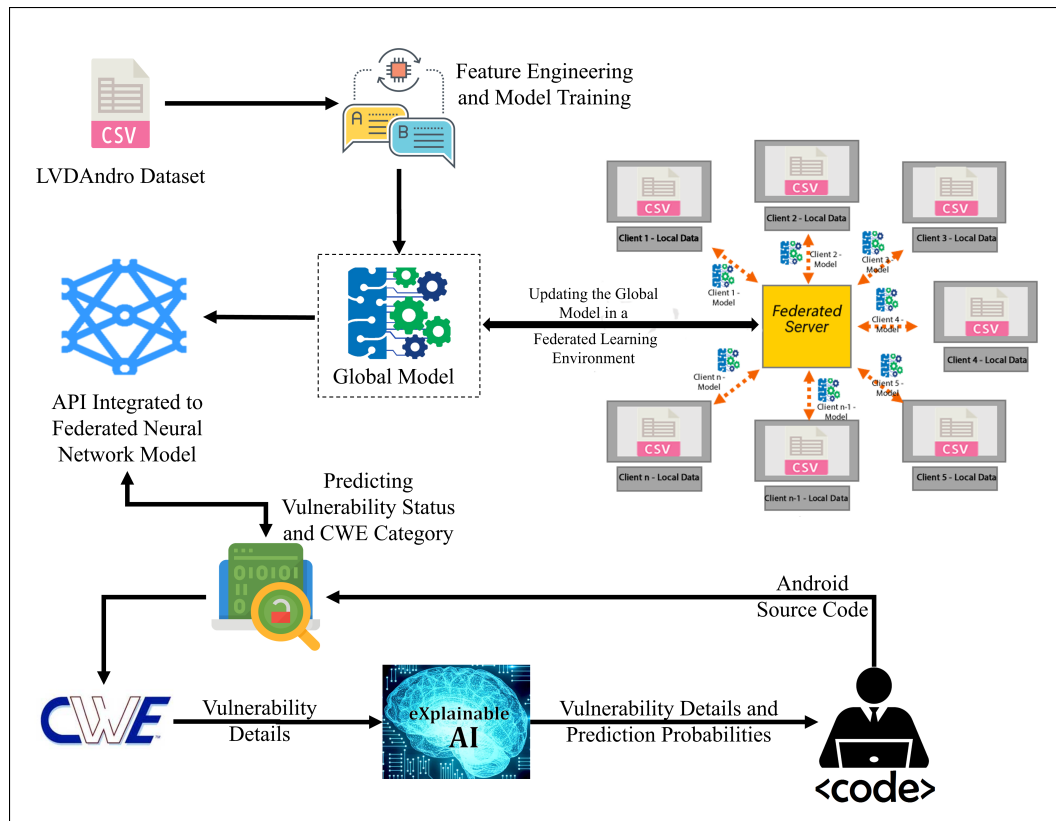 Feature Engineering
and Model Training
A
B
CSV
LVDAndro Dataset
CSV
Client 1 - Local Data
CSV
Client 2 - Local Data
CSV
Client 3 - Local Data
Client 1 -
Model
Client 2 -
Model
Client 3 -
Model
Federated
Server
Client 4 -
Model
CSV
Client 4 - Local Data
Client n -
Model
Client n-1 -
Model
Client 5 -
Model
CSV
Client n - Local Data
CSV
Client n-1 - Local Data
CSV
Client 5 - Local Data
Updating the Global
Model in a
Federated Learning
Environment
Global Model
API Integrated to
Federated Neural
Network Model
Predicting
Vulnerability Status
and CWE Category
010101
Android
Source Code
CWE
Vulnerability
Details
eXplainable
AI
Vulnerability Details and
Prediction Probabilities
<code>